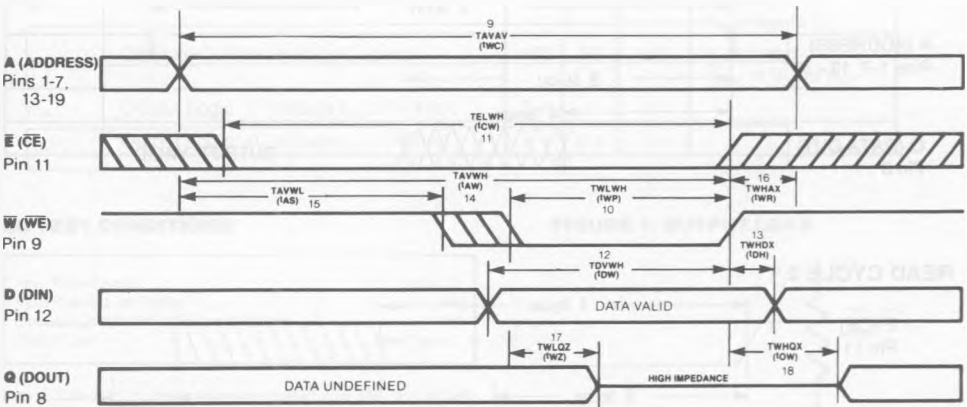 9
TAVAV
(tWC)
A (ADDRESS)
Pins 1-7,
13-19
TELWH
(tCW)
11
E (CE)
Pin 11
TAVWH
(tAW)
14
TAVWL
(tAS) 15
TWLWH
(tWP)
10
16
TWHAX
(tWR)
W (WE)
Pin 9
12
TDVWH
(tDW)
13
TWHDX
(tDH)
D (DIN)
Pin 12
DATA VALID
17
TWLQZ
(tWZ)
TWHQX
(tOW)
18
Q (DOUT)
Pin 8
DATA UNDEFINED
HIGH IMPEDANCE